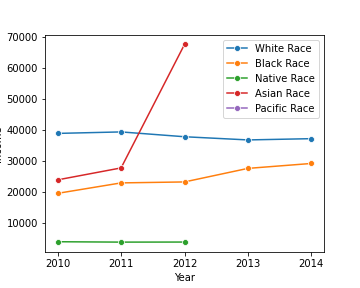 70000
60000
50000
40000
30000
20000
10000
White Race
Black Race
Native Race
Asian Race
Pacific Race
2010 2011 2012 2013 2014
Year